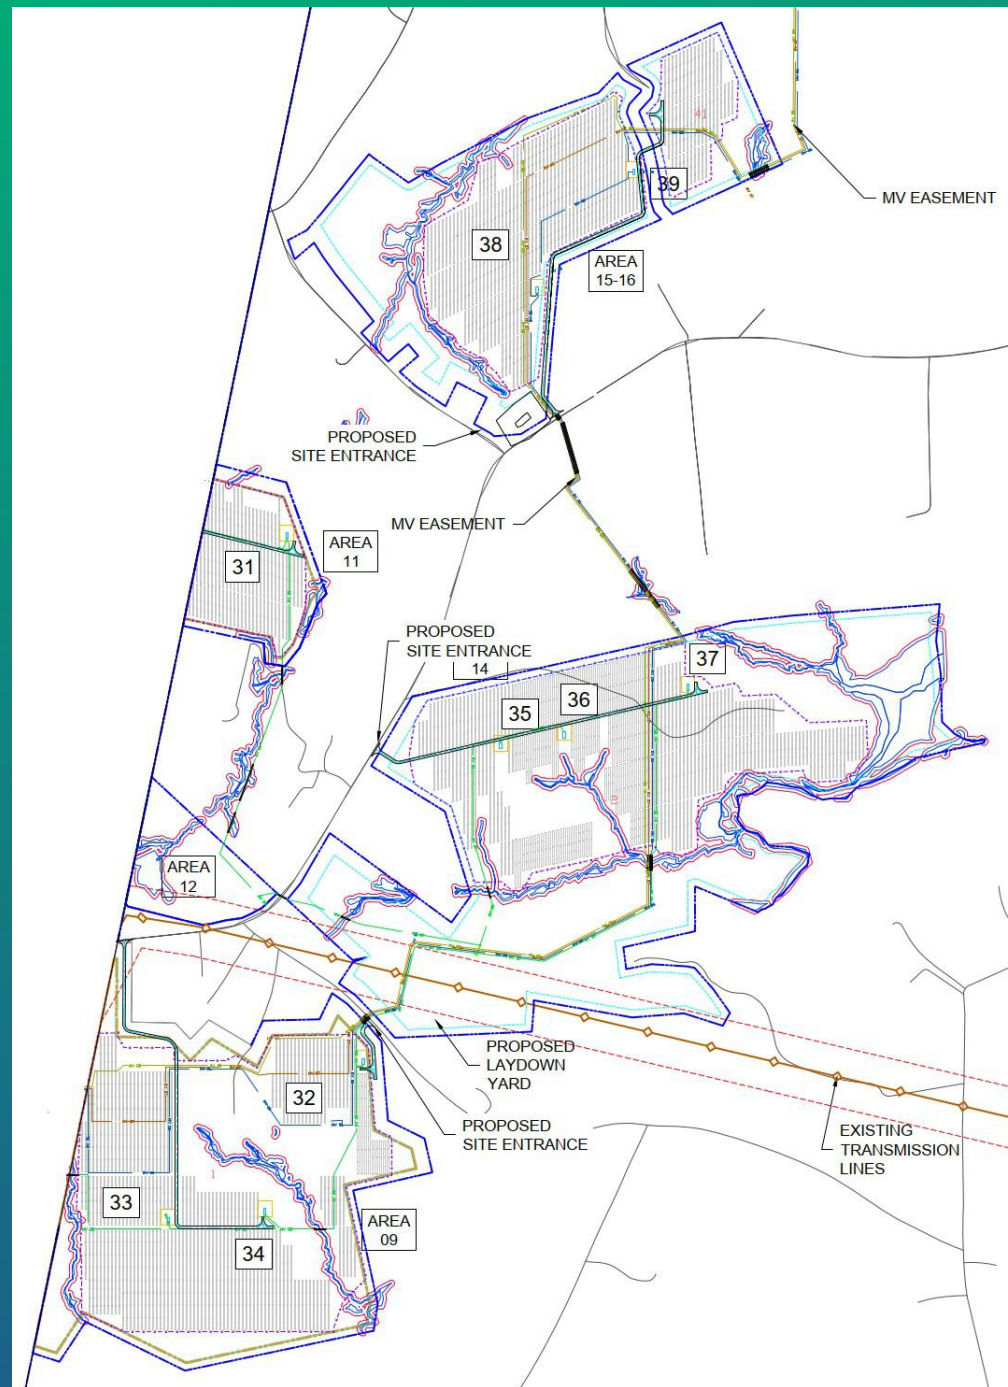 41
MV EASEMENT
39
38
AREA
15-16
PROPOSED
SITE ENTRANCE
MV EASEMENT
31
AREA
11
PROPOSED
SITE ENTRANCE
14
37
36
35
AREA
12
PROPOSED
LAYDOWN
YARD
32
PROPOSED
SITE ENTRANCE
EXISTING
TRANSMISSION
LINES
1
33
34
AREA
09